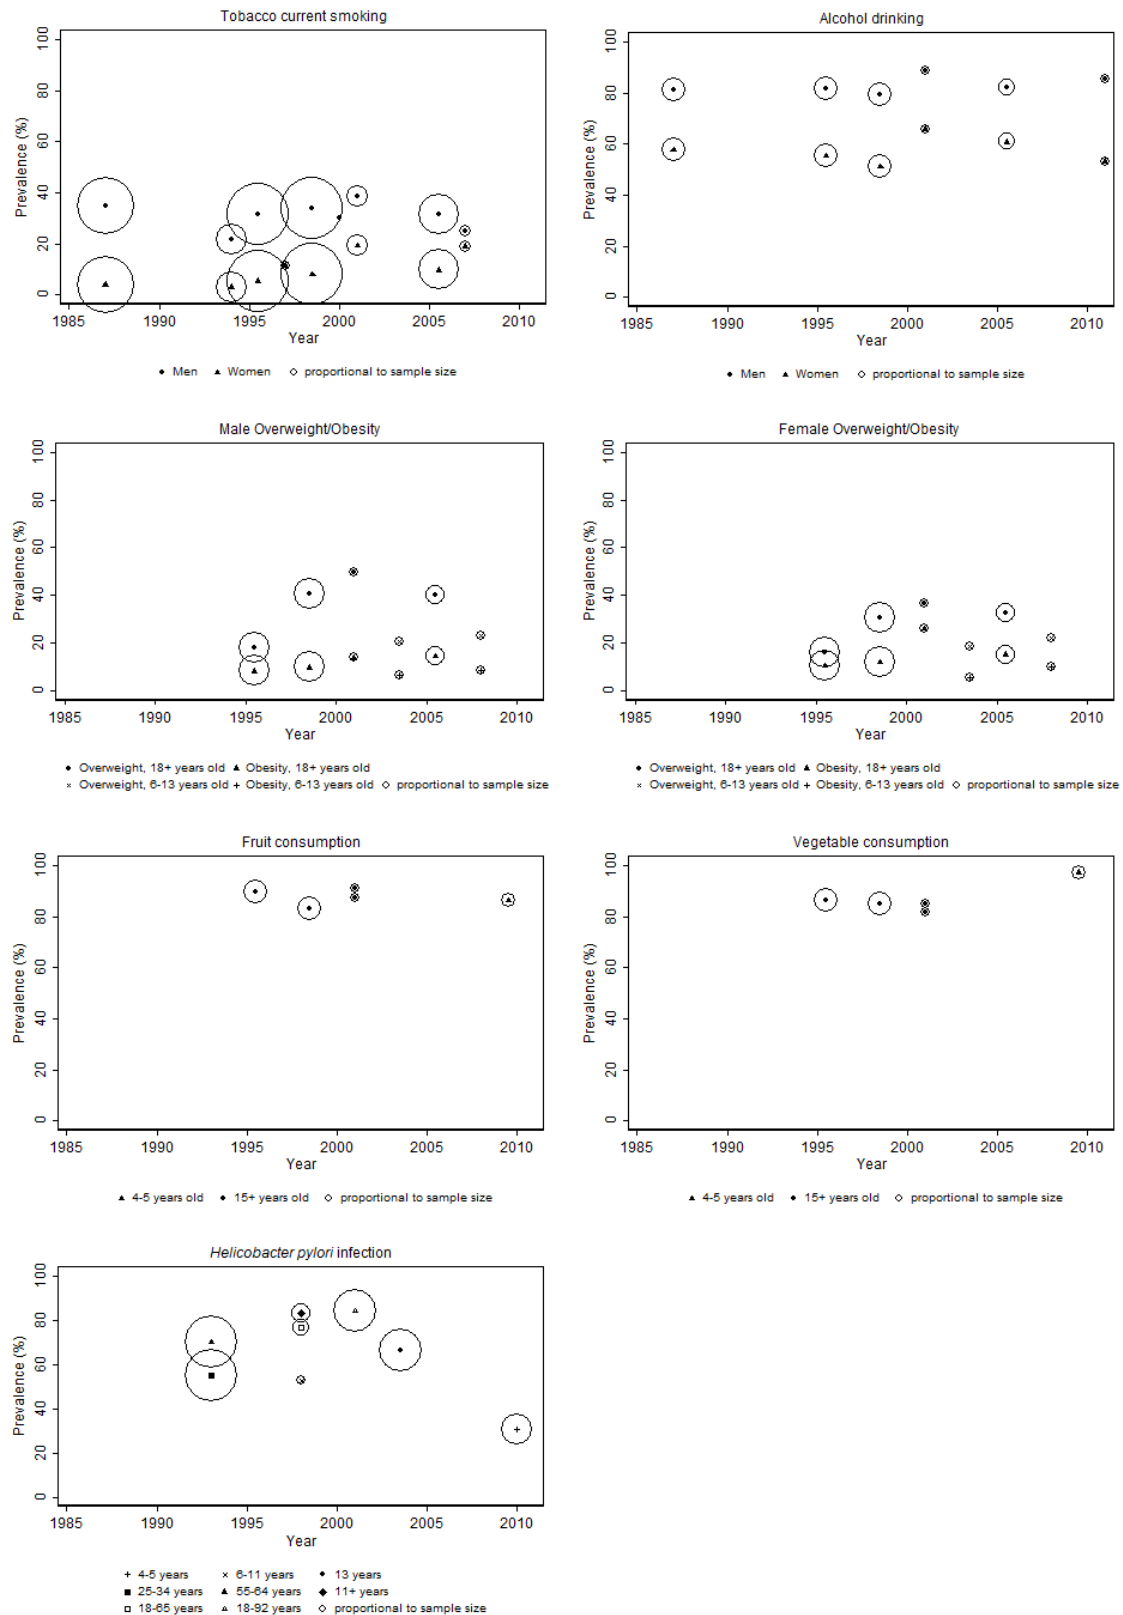 Tobacco current smoking
Prevalence (%)
100
80
60
40
20
0
1985 1990 1995 2000 2005 2010
Year
Men Women proportional to sample size
Alcohol drinking
Prevalence (%)
100
80
60
40
20
0
1985 1990 1995 2000 2005 2010
Year
Men Women proportional to sample size
Male Overweight/Obesity
Prevalence (%)
100
80
60
40
20
0
1985 1990 1995 2000 2005 2010
Year
Overweight, 18+ years old Obesity, 18+ years old
Overweight, 6-13 years old Obesity, 6-13 years old proportional to sample size
Female Overweight/Obesity
Prevalence (%)
100
80
60
40
20
0
1985 1990 1995 2000 2005 2010
Year
Overweight, 18+ years old Obesity, 18+ years old
Overweight, 6-13 years old Obesity, 6-13 years old proportional to sample size
Fruit consumption
Prevalence (%)
100
80
60
40
20
0
1985 1990 1995 2000 2005 2010
Year
4-5 years old 15+ years old proportional to sample size
Vegetable consumption
Prevalence (%)
100
80
60
40
20
0
1985 1990 1995 2000 2005 2010
Year
4-5 years old 15+ years old proportional to sample size
Helicobacter pylori infection
Prevalence (%)
100
80
60
40
20
0
1985 1990 1995 2000 2005 2010
Year
4-5 years 6-11 years 13 years
25-34 years 55-64 years 11+ years
18-65 years 18-92 years proportional to sample size